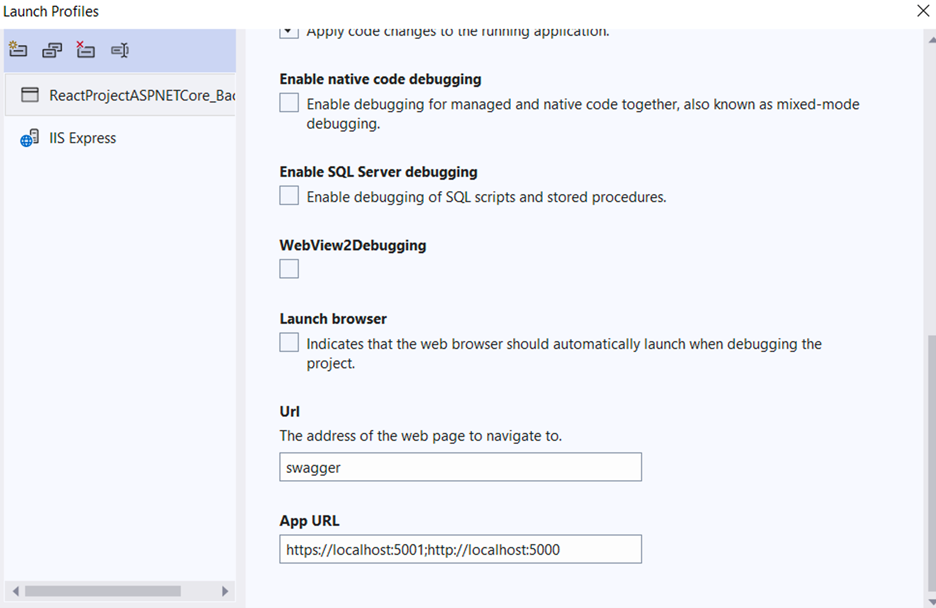 Launch Profiles
Apply code changes to the running application.
ReactProjectASPNETCore_Bac
IIS Express
Enable native code debugging
Enable debugging for managed and native code together, also known as mixed-mode
debugging.
Enable SQL Server debugging
Enable debugging of SQL scripts and stored procedures.
WebView2Debugging
Launch browser
Indicates that the web browser should automatically launch when debugging the
project.
Url
The address of the web page to navigate to.
swagger
App URL
https://localhost:5001;http://localhost:5000